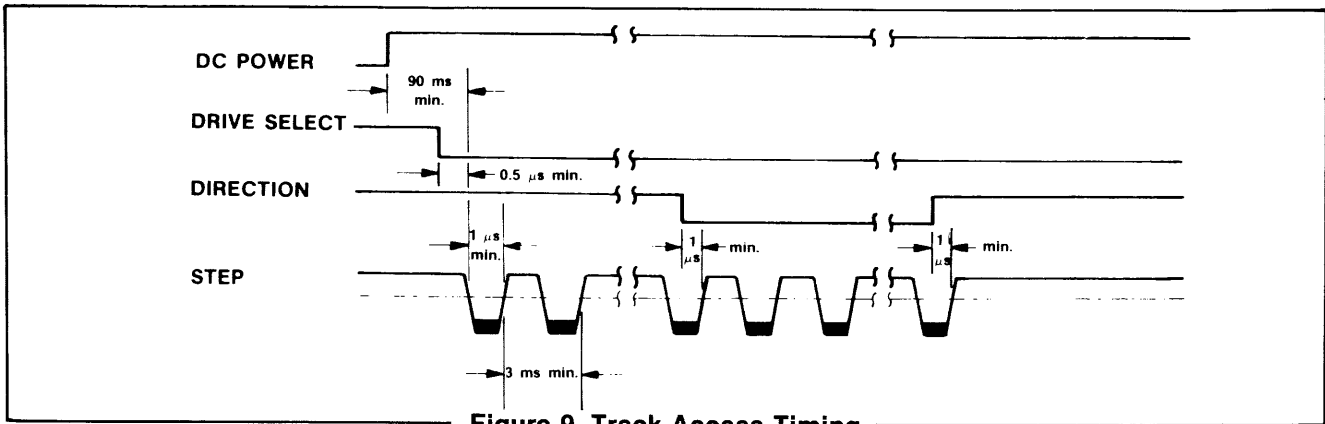 DC POWER
90 ms
min.
DRIVE SELECT
0.5 μs min.
DIRECTION
1 μs
min.
1
μs
min.
1
μs
min.
STEP
3 ms min.
Figure 9 Track Access Timing